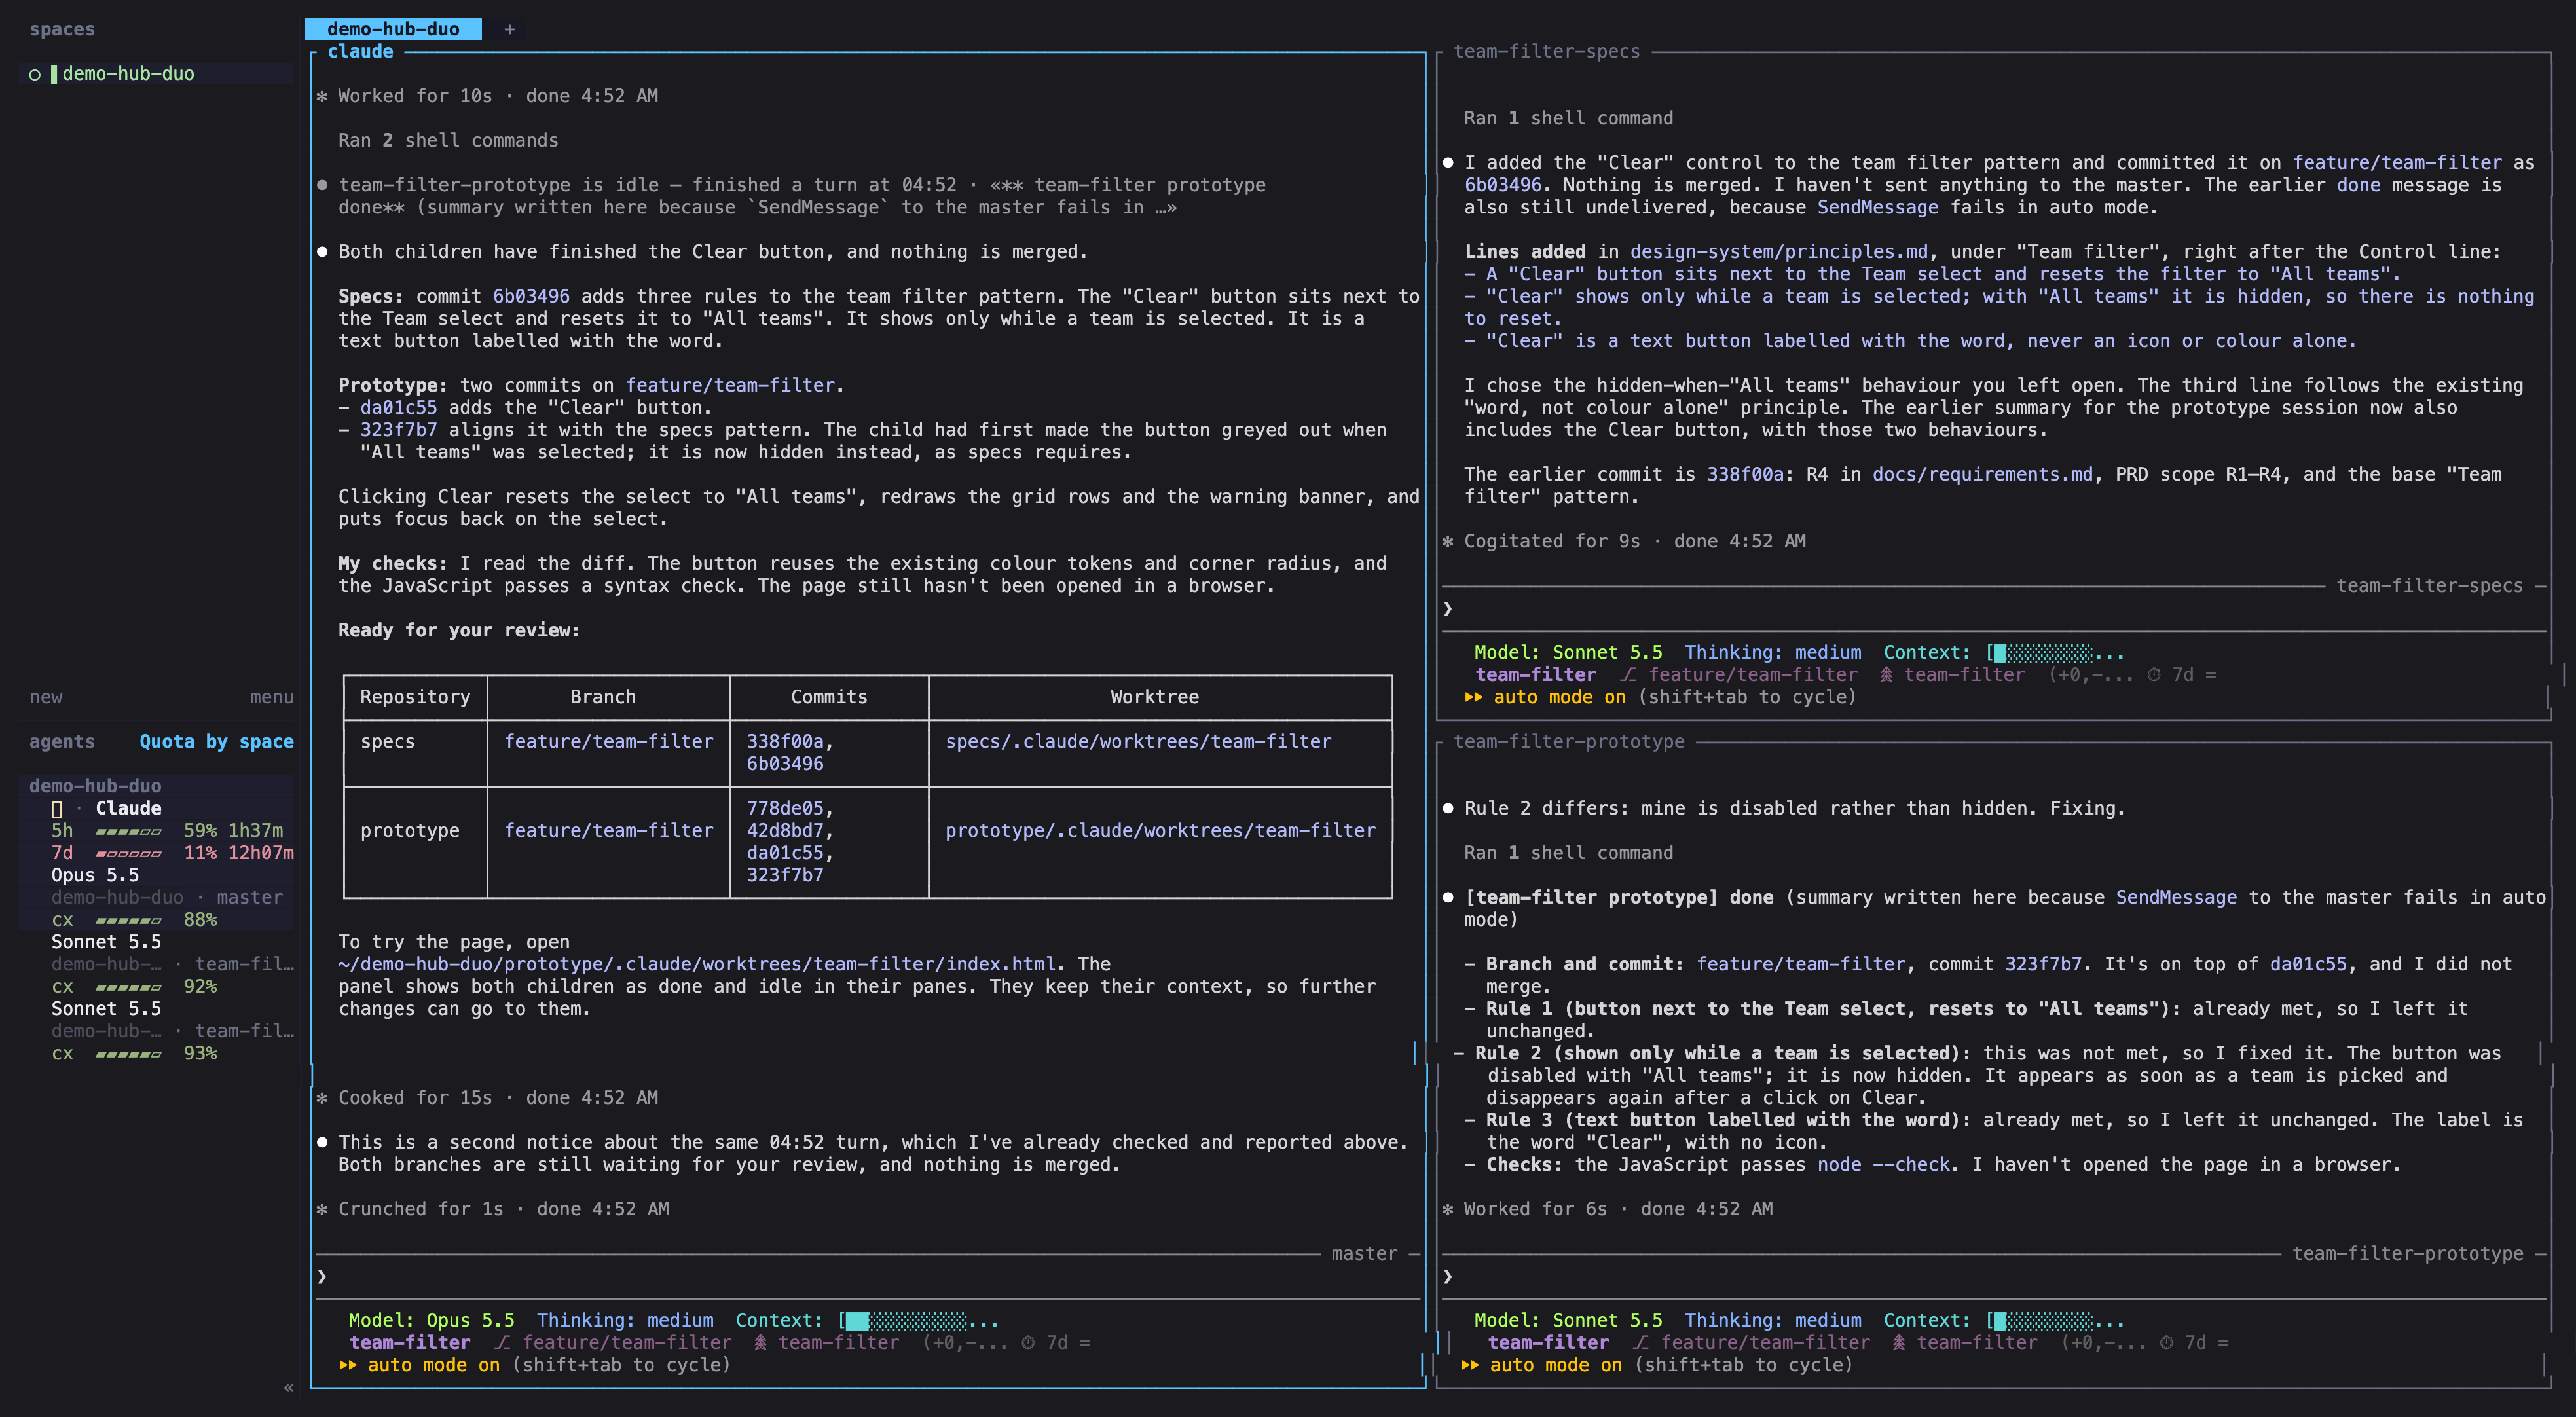 spaces
demo-hub-duo
new menu
agents Quota by space
demo-hub-duo
· Claude
5h 59% 1h37m
7d 11% 12h07m
Opus 5.5
demo-hub-duo · master
cx 88%
Sonnet 5.5
demo-hub-… · team-fil…
cx 92%
Sonnet 5.5
demo-hub-… · team-fil…
cx 93%
«
demo-hub-duo +
claude
✻ Worked for 10s · done 4:52 AM
Ran 2 shell commands
● team-filter-prototype is idle — finished a turn at 04:52 · «** team-filter prototype
done** (summary written here because `SendMessage` to the master fails in …»
● Both children have finished the Clear button, and nothing is merged.
Specs: commit 6b03496 adds three rules to the team filter pattern. The "Clear" button sits next to
the Team select and resets it to "All teams". It shows only while a team is selected. It is a
text button labelled with the word.
Prototype: two commits on feature/team-filter.
- da01c55 adds the "Clear" button.
- 323f7b7 aligns it with the specs pattern. The child had first made the button greyed out when
"All teams" was selected; it is now hidden instead, as specs requires.
Clicking Clear resets the select to "All teams", redraws the grid rows and the warning banner, and
puts focus back on the select.
My checks: I read the diff. The button reuses the existing colour tokens and corner radius, and
the JavaScript passes a syntax check. The page still hasn't been opened in a browser.
Ready for your review:
Repository Branch Commits Worktree
specs feature/team-filter 338f00a, specs/.claude/worktrees/team-filter
6b03496
778de05,
prototype feature/team-filter 42d8bd7, prototype/.claude/worktrees/team-filter
da01c55,
323f7b7
To try the page, open
~/demo-hub-duo/prototype/.claude/worktrees/team-filter/index.html. The
panel shows both children as done and idle in their panes. They keep their context, so further
changes can go to them.
✻ Cooked for 15s · done 4:52 AM
● This is a second notice about the same 04:52 turn, which I've already checked and reported above.
Both branches are still waiting for your review, and nothing is merged.
✻ Crunched for 1s · done 4:52 AM
master
❯
Model: Opus 5.5 Thinking: medium Context: [...
team-filter feature/team-filter team-filter (+0,-... 7d =
auto mode on (shift+tab to cycle)
team-filter-specs
Ran 1 shell command
● I added the "Clear" control to the team filter pattern and committed it on feature/team-filter as
6b03496. Nothing is merged. I haven't sent anything to the master. The earlier done message is
also still undelivered, because SendMessage fails in auto mode.
Lines added in design-system/principles.md, under "Team filter", right after the Control line:
- A "Clear" button sits next to the Team select and resets the filter to "All teams".
- "Clear" shows only while a team is selected; with "All teams" it is hidden, so there is nothing
to reset.
- "Clear" is a text button labelled with the word, never an icon or colour alone.
I chose the hidden-when-"All teams" behaviour you left open. The third line follows the existing
"word, not colour alone" principle. The earlier summary for the prototype session now also
includes the Clear button, with those two behaviours.
The earlier commit is 338f00a: R4 in docs/requirements.md, PRD scope R1–R4, and the base "Team
filter" pattern.
✻ Cogitated for 9s · done 4:52 AM
team-filter-specs
❯
Model: Sonnet 5.5 Thinking: medium Context: [...
team-filter feature/team-filter team-filter (+0,-... 7d =
auto mode on (shift+tab to cycle)
team-filter-prototype
● Rule 2 differs: mine is disabled rather than hidden. Fixing.
Ran 1 shell command
● [team-filter prototype] done (summary written here because SendMessage to the master fails in auto
mode)
- Branch and commit: feature/team-filter, commit 323f7b7. It's on top of da01c55, and I did not
merge.
- Rule 1 (button next to the Team select, resets to "All teams"): already met, so I left it
unchanged.
- Rule 2 (shown only while a team is selected): this was not met, so I fixed it. The button was
disabled with "All teams"; it is now hidden. It appears as soon as a team is picked and
disappears again after a click on Clear.
- Rule 3 (text button labelled with the word): already met, so I left it unchanged. The label is
the word "Clear", with no icon.
- Checks: the JavaScript passes node --check. I haven't opened the page in a browser.
✻ Worked for 6s · done 4:52 AM
team-filter-prototype
❯
Model: Sonnet 5.5 Thinking: medium Context: [...
team-filter feature/team-filter team-filter (+0,-... 7d =
auto mode on (shift+tab to cycle)